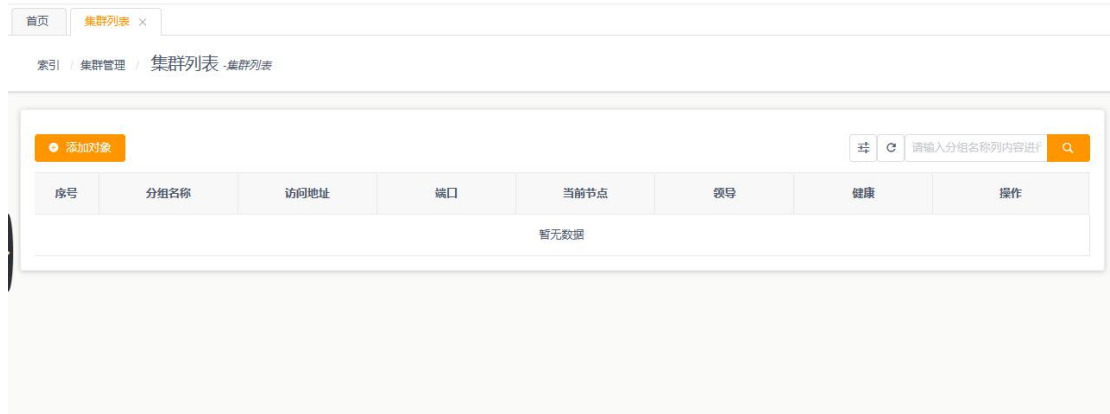 首页 集群列表 ×
索引 / 集群管理 / 集群列表 -集群列表
添加对象 请输入分组名称列内容进行
序号 分组名称 访问地址 端口 当前节点 领导 健康 操作
暂无数据